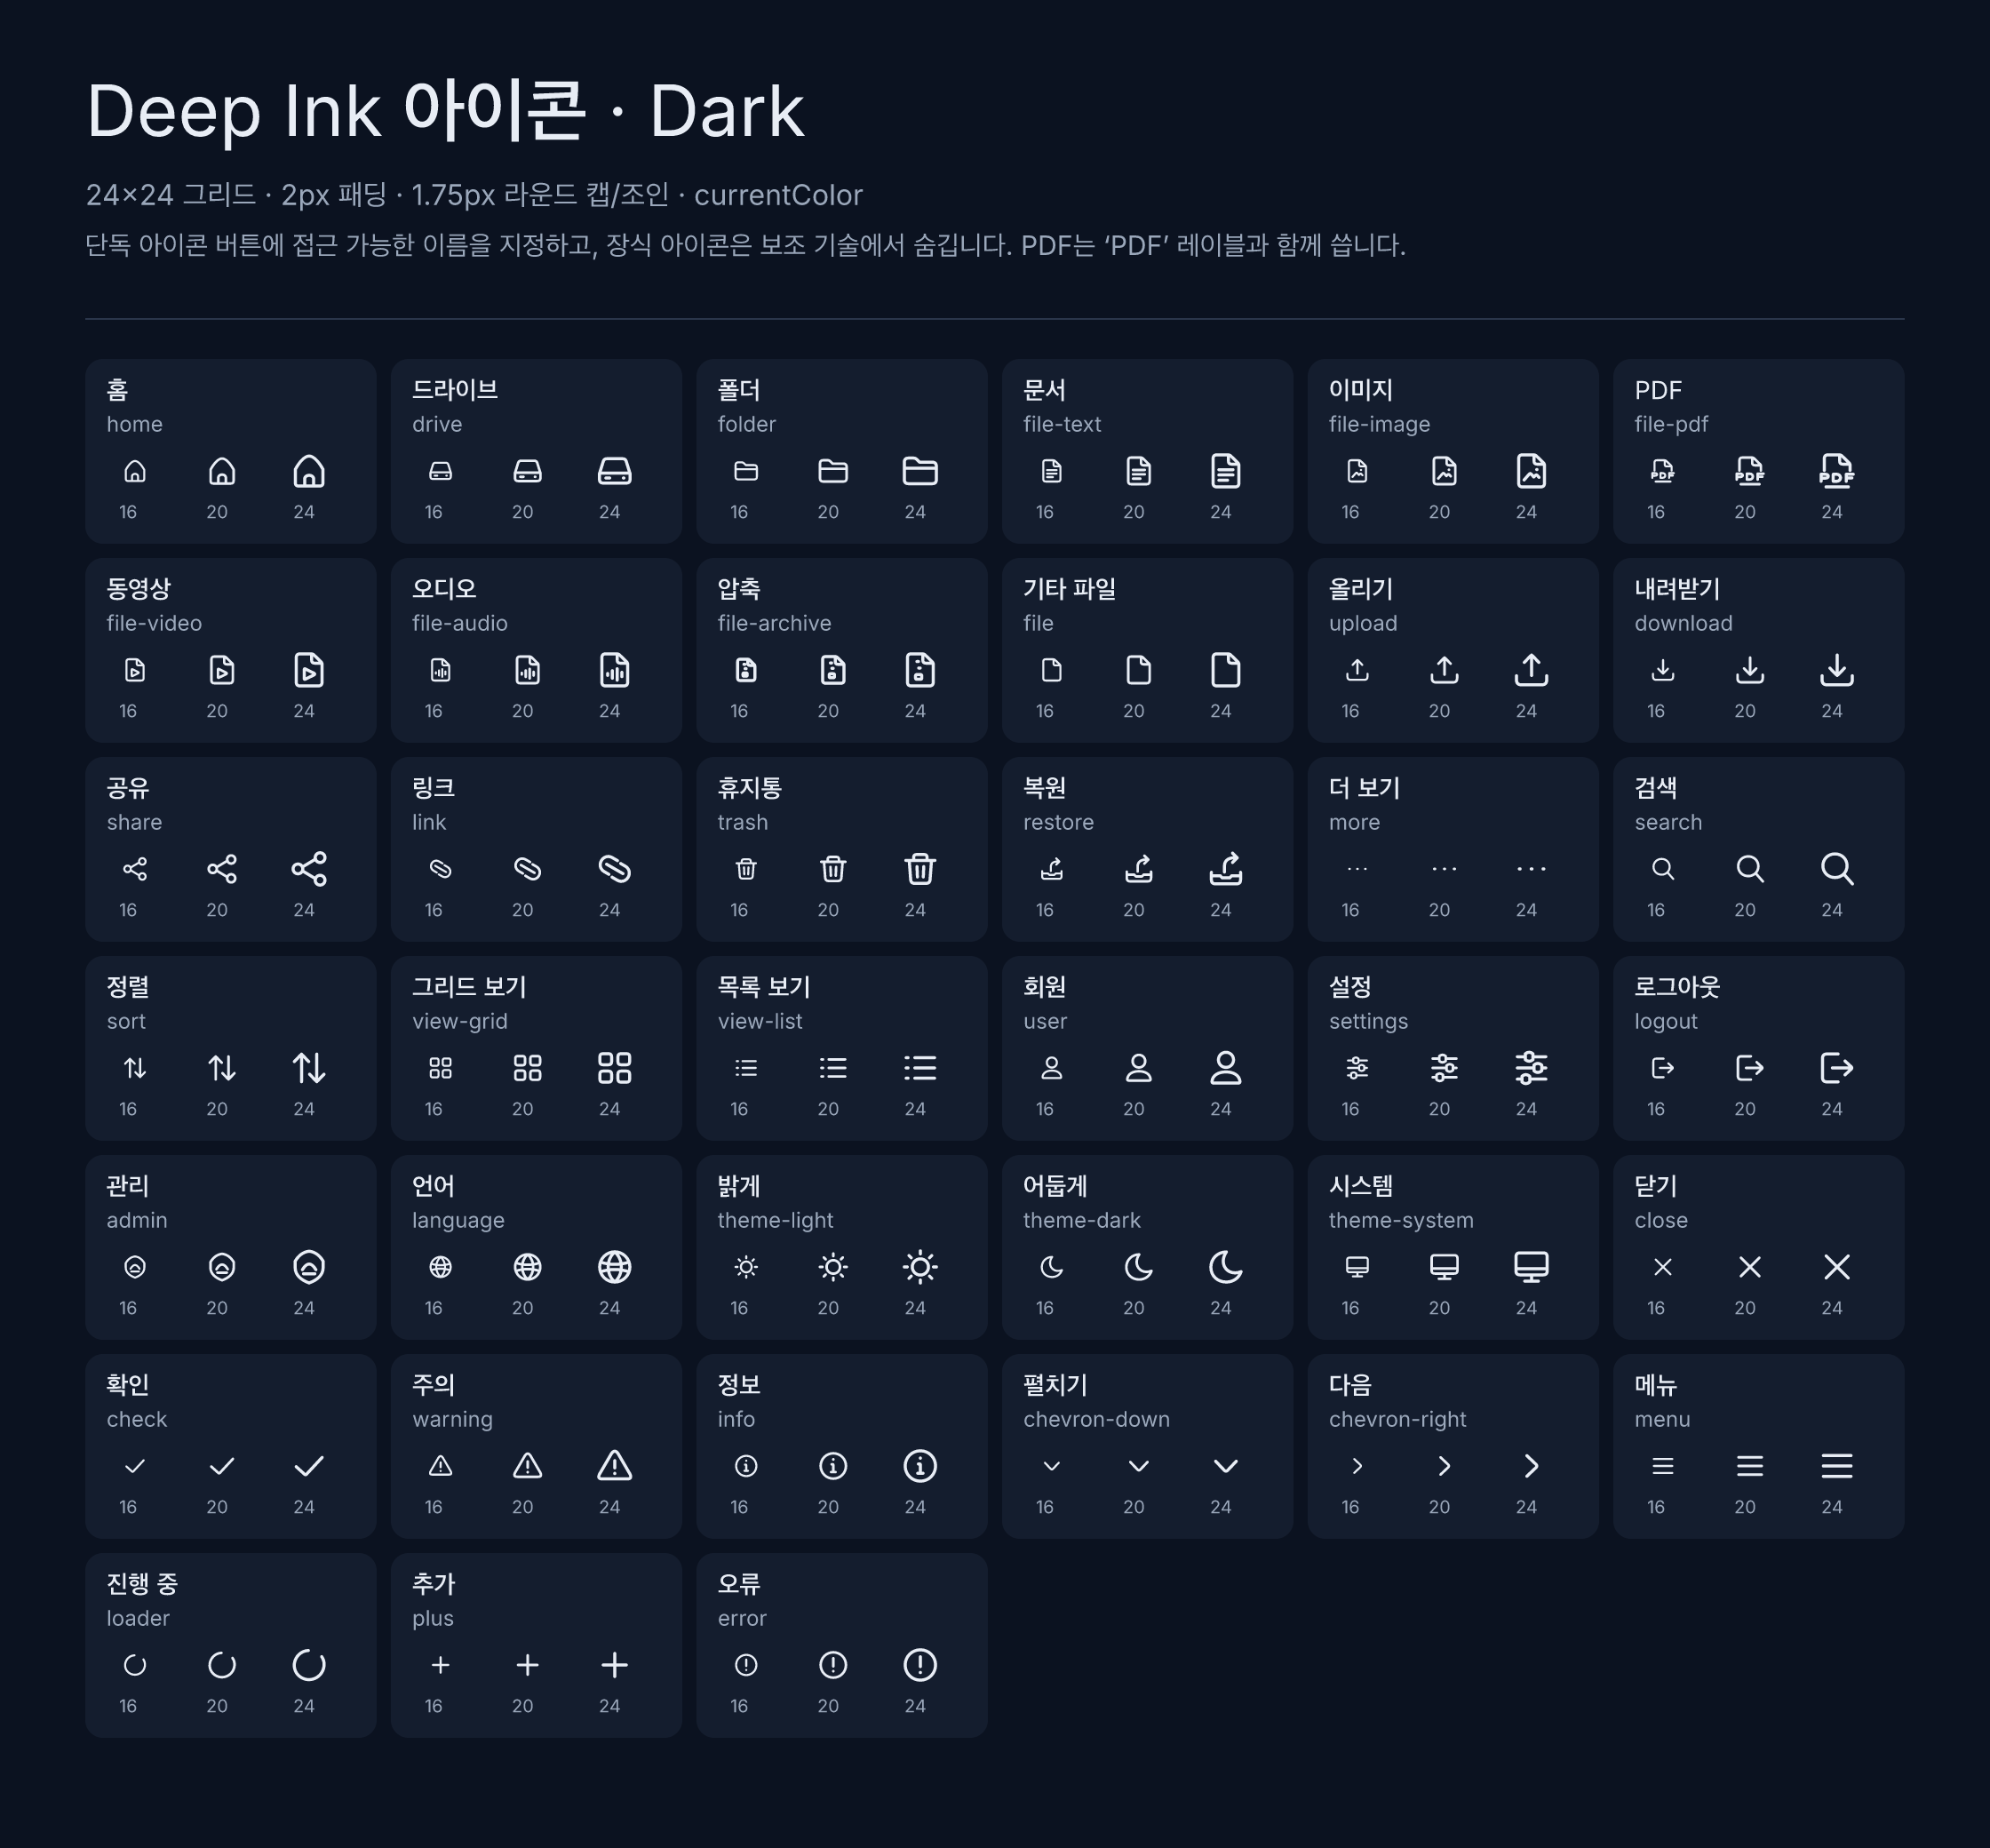 Deep Ink 아이콘 · Dark
24×24 그리드 · 2px 패딩 · 1.75px 라운드 캡/조인 · currentColor
단독 아이콘 버튼에 접근 가능한 이름을 지정하고, 장식 아이콘은 보조 기술에서 숨깁니다. PDF는 ‘PDF’ 레이블과 함께 씁니다.
홈
home
16 20 24
드라이브
drive
16 20 24
폴더
folder
16 20 24
문서
file-text
16 20 24
이미지
file-image
16 20 24
PDF
file-pdf
PDF PDF PDF
16 20 24
동영상
file-video
16 20 24
오디오
file-audio
16 20 24
압축
file-archive
16 20 24
기타 파일
file
16 20 24
올리기
upload
16 20 24
내려받기
download
16 20 24
공유
share
16 20 24
링크
link
16 20 24
휴지통
trash
16 20 24
복원
restore
16 20 24
더 보기
more
16 20 24
검색
search
16 20 24
정렬
sort
16 20 24
그리드 보기
view-grid
16 20 24
목록 보기
view-list
16 20 24
회원
user
16 20 24
설정
settings
16 20 24
로그아웃
logout
16 20 24
관리
admin
16 20 24
언어
language
16 20 24
밝게
theme-light
16 20 24
어둡게
theme-dark
16 20 24
시스템
theme-system
16 20 24
닫기
close
16 20 24
확인
check
16 20 24
주의
warning
16 20 24
정보
info
16 20 24
펼치기
chevron-down
16 20 24
다음
chevron-right
16 20 24
메뉴
menu
16 20 24
진행 중
loader
16 20 24
추가
plus
16 20 24
오류
error
16 20 24